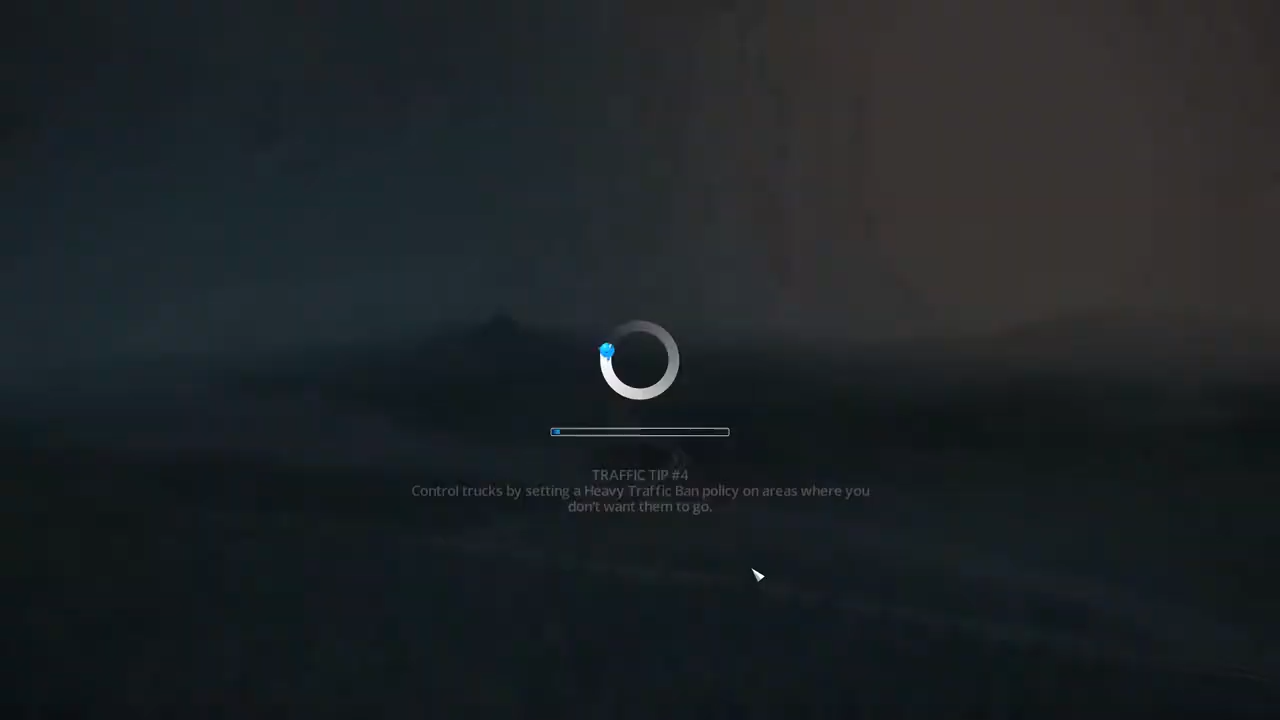 TRAFFIC TIP #4
Control trucks by setting a Heavy Traffic Ban policy on areas where you
don't want them to go.